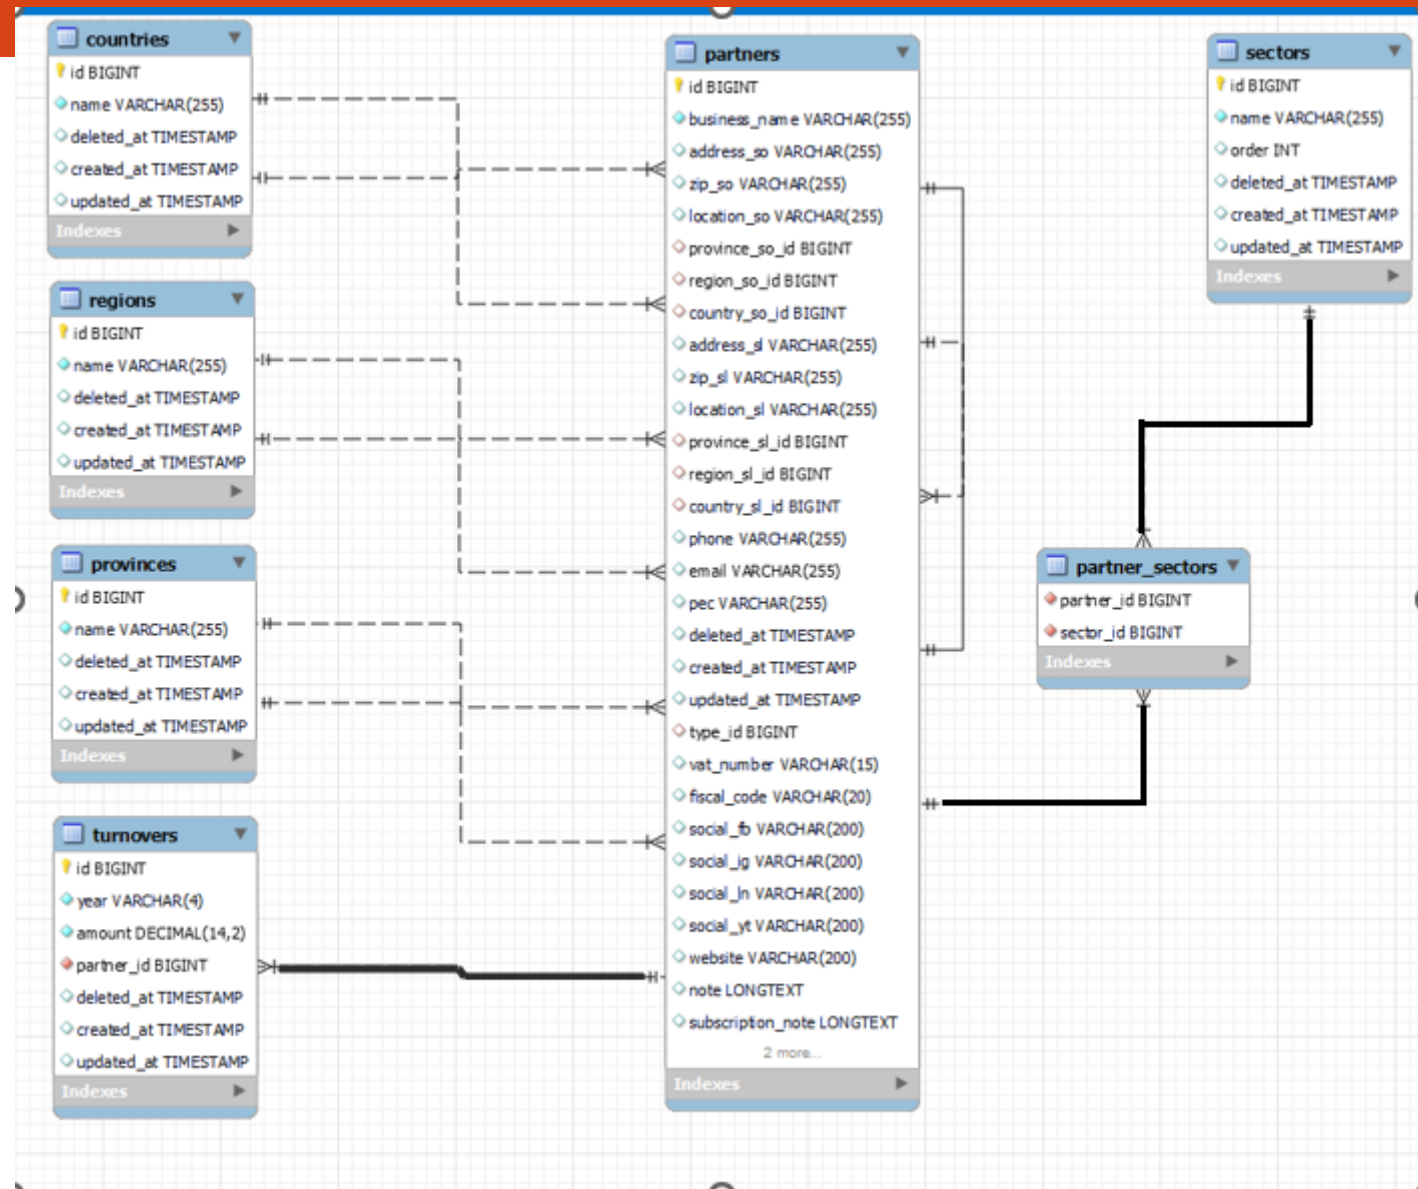 countries
id BIGINT
name VARCHAR(255)
deleted_at TIMESTAMP
created_at TIMESTAMP
updated_at TIMESTAMP
Indexes
regions
id BIGINT
name VARCHAR(255)
deleted_at TIMESTAMP
created_at TIMESTAMP
updated_at TIMESTAMP
Indexes
provinces
id BIGINT
name VARCHAR(255)
deleted_at TIMESTAMP
created_at TIMESTAMP
updated_at TIMESTAMP
Indexes
turnovers
id BIGINT
year VARCHAR(4)
amount DECIMAL(14,2)
partner_id BIGINT
deleted_at TIMESTAMP
created_at TIMESTAMP
updated_at TIMESTAMP
Indexes
partners
id BIGINT
business_name VARCHAR(255)
address_so VARCHAR(255)
zip_so VARCHAR(255)
location_so VARCHAR(255)
province_so_id BIGINT
region_so_id BIGINT
country_so_id BIGINT
address_sl VARCHAR(255)
zip_sl VARCHAR(255)
location_sl VARCHAR(255)
province_sl_id BIGINT
region_sl_id BIGINT
country_sl_id BIGINT
phone VARCHAR(255)
email VARCHAR(255)
pec VARCHAR(255)
deleted_at TIMESTAMP
created_at TIMESTAMP
updated_at TIMESTAMP
type_id BIGINT
vat_number VARCHAR(15)
fiscal_code VARCHAR(20)
social_fb VARCHAR(200)
social_ig VARCHAR(200)
social_ln VARCHAR(200)
social_yt VARCHAR(200)
website VARCHAR(200)
note LONGTEXT
subscription_note LONGTEXT
2 more...
Indexes
sectors
id BIGINT
name VARCHAR(255)
order INT
deleted_at TIMESTAMP
created_at TIMESTAMP
updated_at TIMESTAMP
Indexes
partner_sectors
partner_id BIGINT
sector_id BIGINT
Indexes